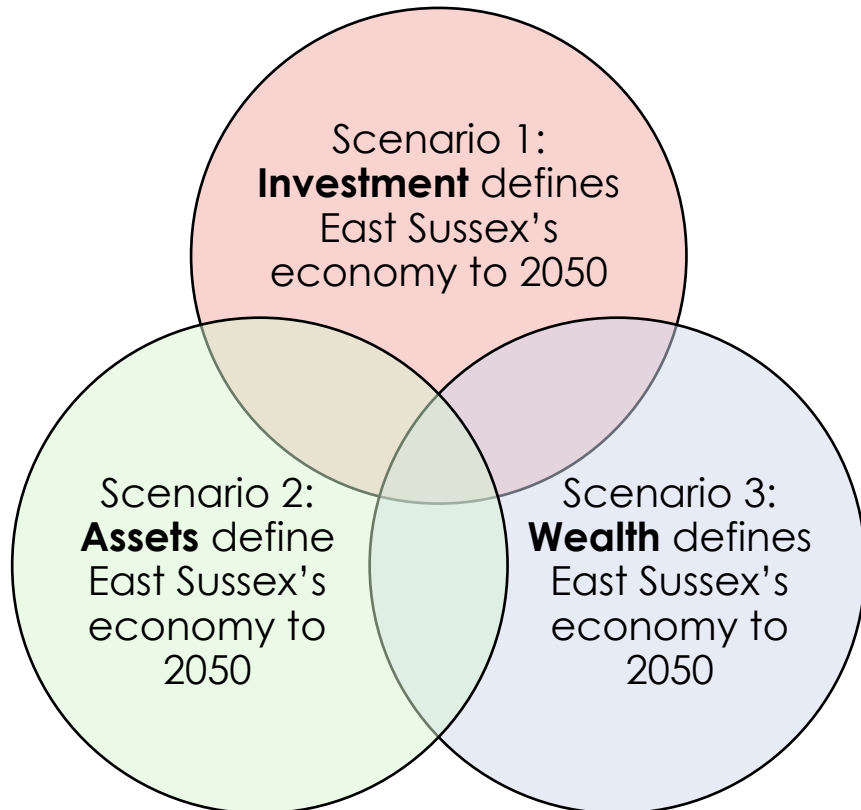 Scenario 1:
Investment defines
East Sussex’s
economy to 2050
Scenario 2:
Assets define
East Sussex’s
economy to
2050
Scenario 3:
Wealth defines
East Sussex’s
economy to
2050